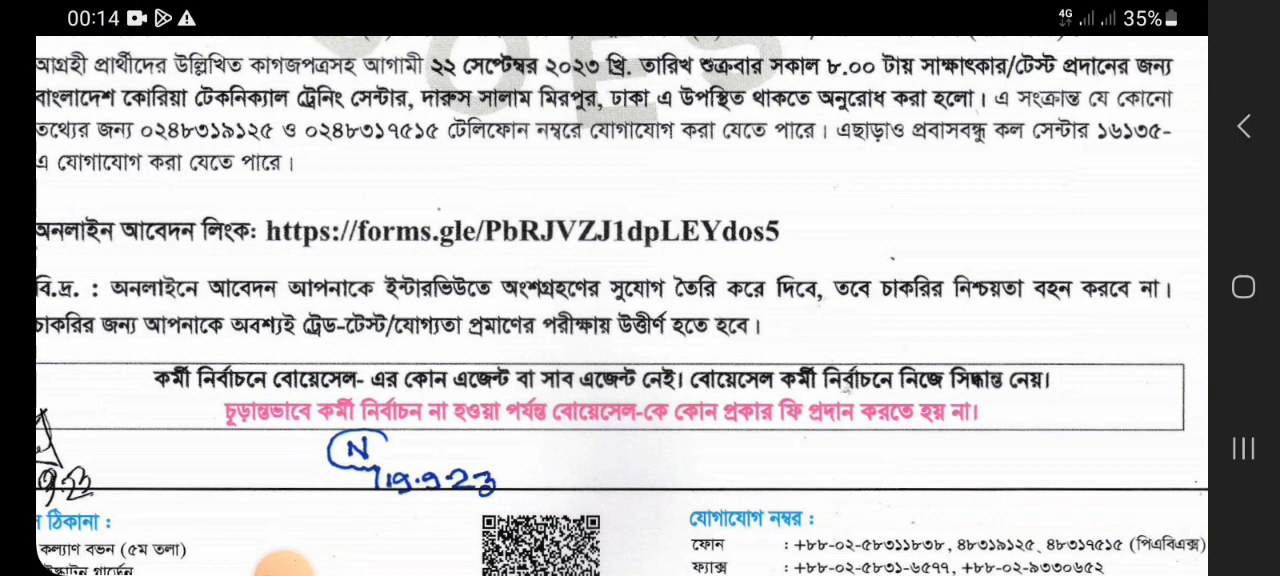 00:14
4G 35%
আগ্রহী প্রার্থীদের উল্লিখিত কাগজপত্রসহ আগামী ২২ সেপ্টেম্বর ২০২৩ খ্রি. তারিখ শুক্রবার সকাল ৮.০০ টায় সাক্ষাৎকার/টেস্ট প্রদানের জন্য
বাংলাদেশ কোরিয়া টেকনিক্যাল ট্রেনিং সেন্টার, দারুস সালাম মিরপুর, ঢাকা এ উপস্থিত থাকতে অনুরোধ করা হলো। এ সংক্রান্ত যে কোনো
তথ্যের জন্য ০২৪৮৩১৯১২৫ ও ০২৪৮৩১৭৫১৫ টেলিফোন নম্বরে যোগাযোগ করা যেতে পারে। এছাড়াও প্রবাসবন্ধু কল সেন্টার ১৬১৩৫-
এ যোগাযোগ করা যেতে পারে।
অনলাইন আবেদন লিংক: https://forms.gle/PbRJVZJ1dpLEYdos5
বি.দ্র. : অনলাইনে আবেদন আপনাকে ইন্টারভিউতে অংশগ্রহণের সুযোগ তৈরি করে দিবে, তবে চাকরির নিশ্চয়তা বহন করবে না।
চাকরির জন্য আপনাকে অবশ্যই ট্রেড-টেস্ট/যোগ্যতা প্রমাণের পরীক্ষায় উত্তীর্ণ হতে হবে।
কর্মী নির্বাচনে বোয়েসেল- এর কোন এজেন্ট বা সাব এজেন্ট নেই। বোয়েসেল কর্মী নির্বাচনে নিজে সিদ্ধান্ত নেয়।
চূড়ান্তভাবে কর্মী নির্বাচন না হওয়া পর্যন্ত বোয়েসেল-কে কোন প্রকার ফি প্রদান করতে হয় না।
N
19.9.23
ঠিকানা :
কল্যাণ বভন (৫ম তলা)
গার্ডেন
যোগাযোগ নম্বর :
ফোন : +৮৮-০২-৫৮৩১১৮৩৮, ৪৮৩১৯১২৫, ৪৮৩১৭৫১৫ (পিএবিএক্স)
ফ্যাক্স : +৮৮-০২-৫৮৩১-৬৫৭৭, +৮৮-০২-৯৩৩০৬৫২